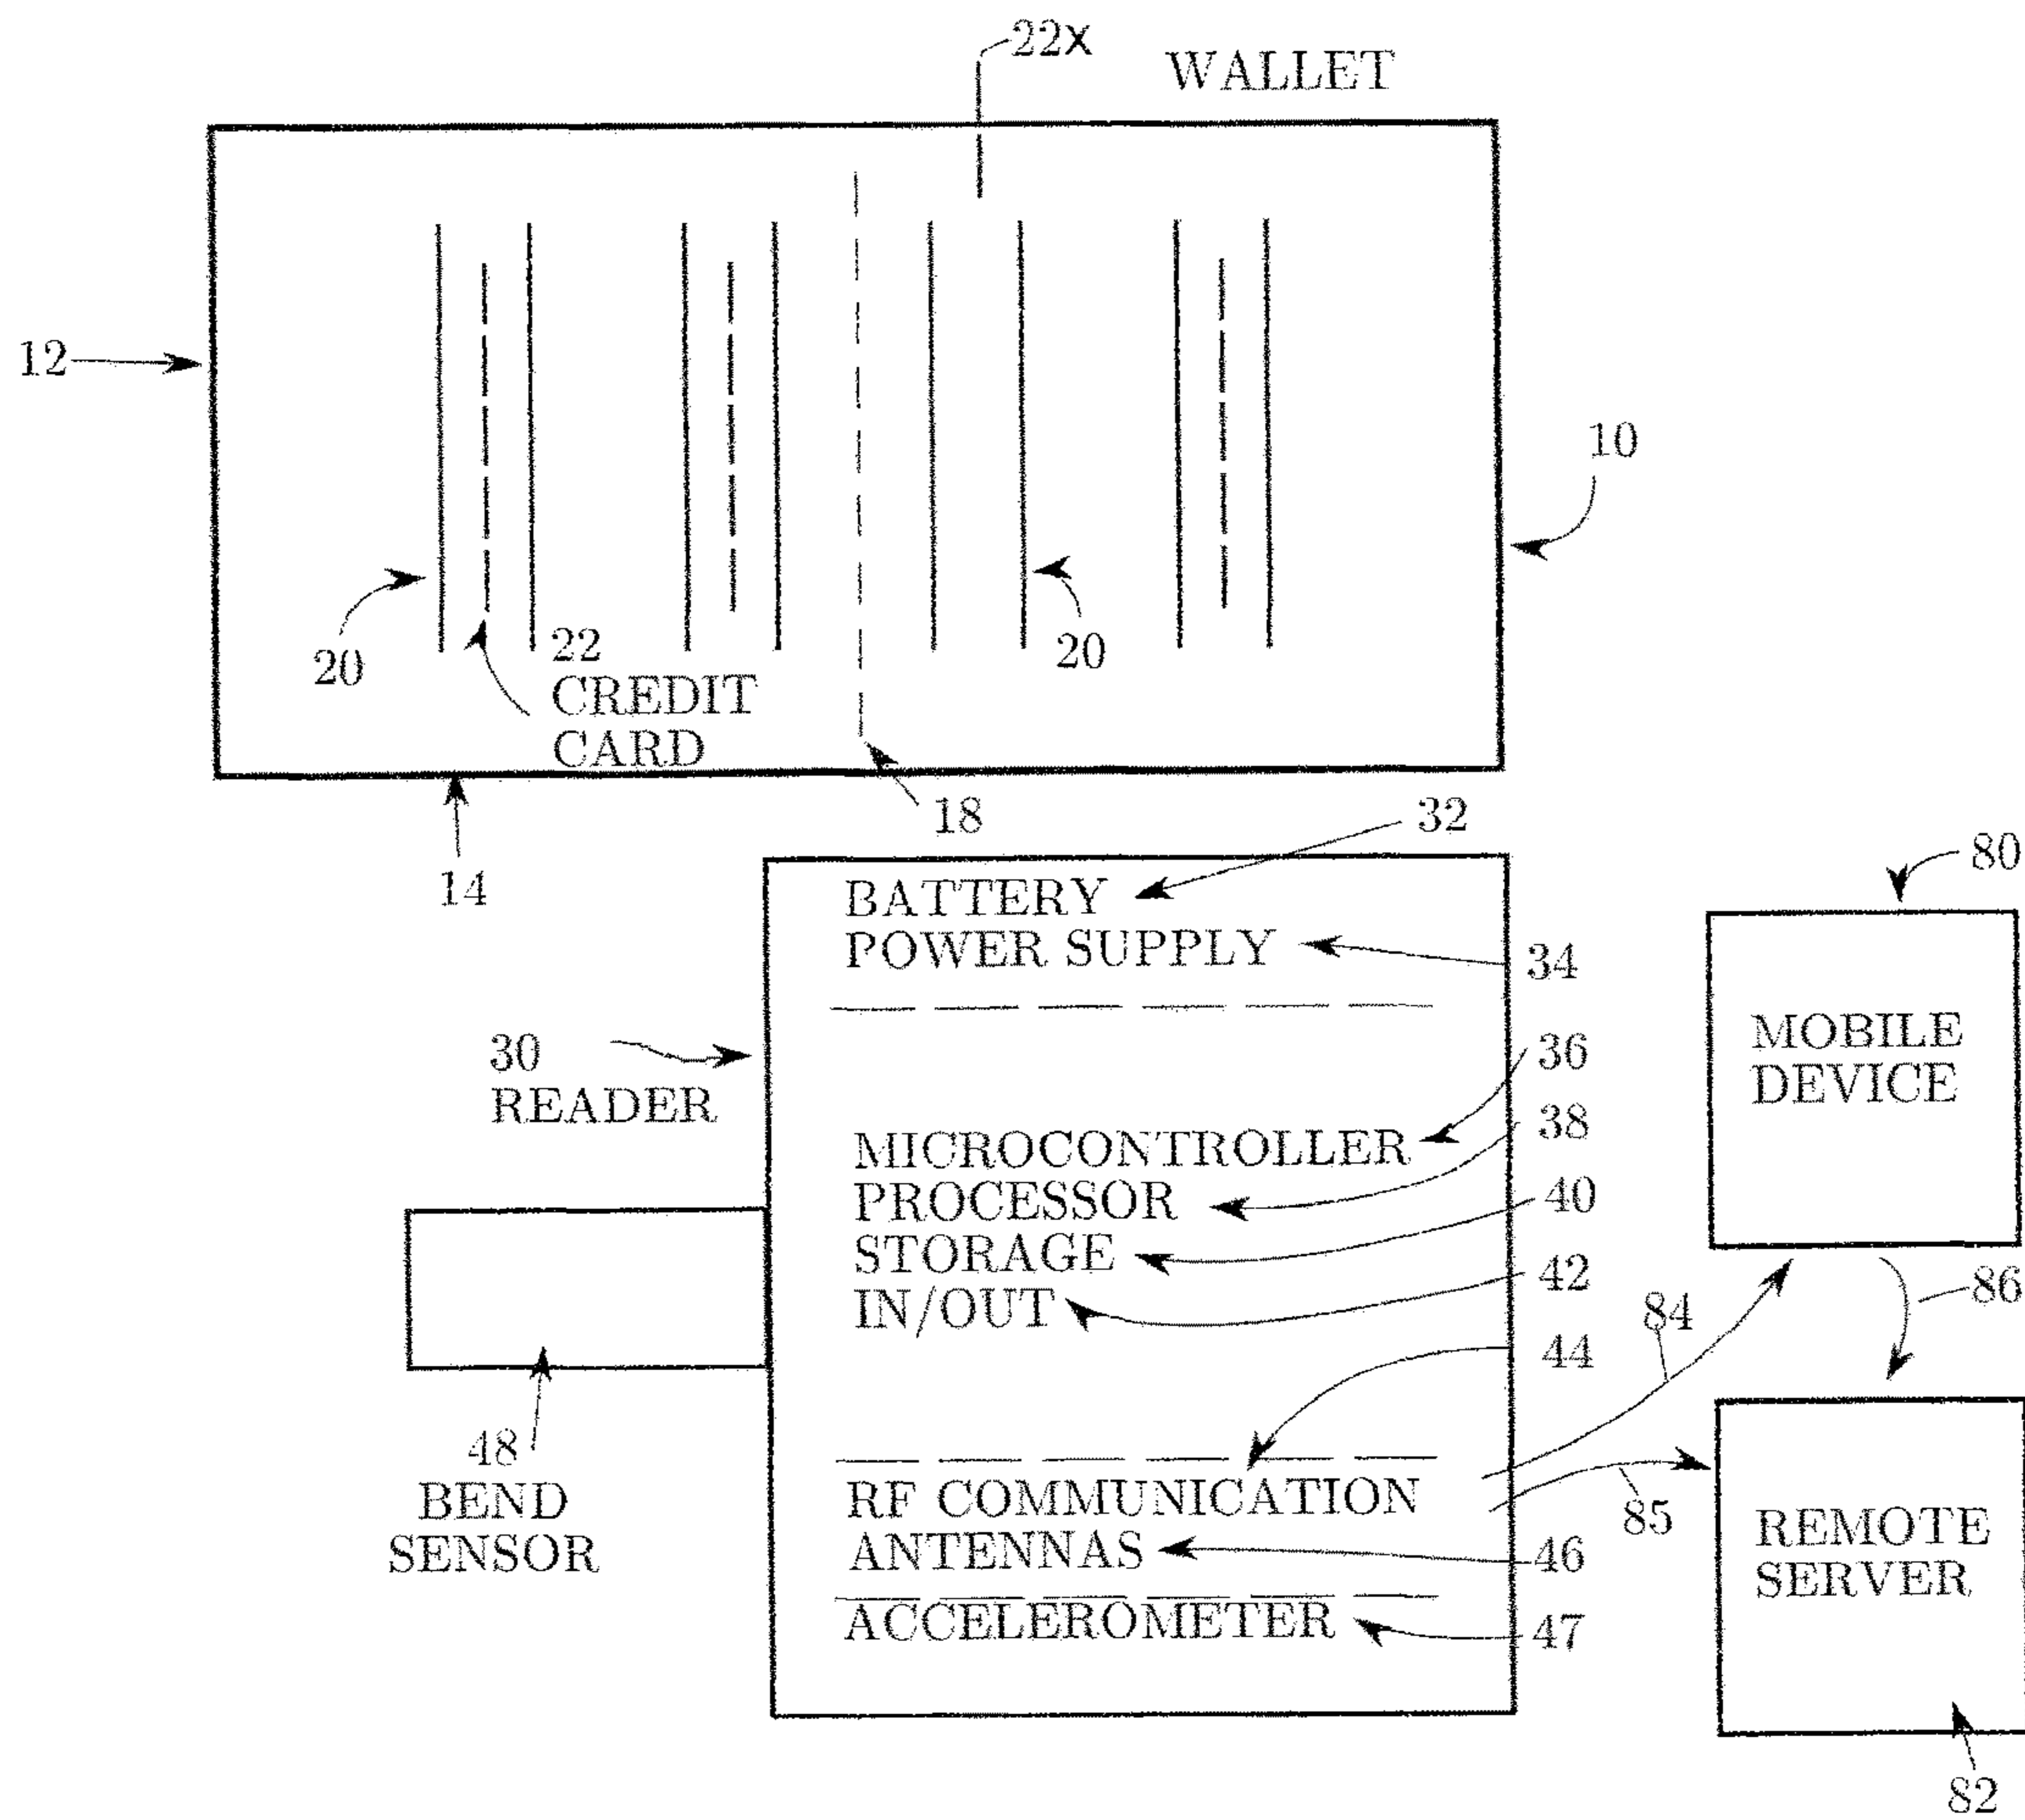 22X
WALLET
12
10
20
22
CREDIT
CARD
20
18
14
32
BATTERY
POWER SUPPLY
34
80
30
READER
36
38
MICROCONTROLLER
PROCESSOR
STORAGE
IN/OUT
40
42
44
MOBILE
DEVICE
84
86
48
BEND
SENSOR
RF COMMUNICATION
ANTENNAS
46
85
REMOTE
SERVER
ACCELEROMETER
47
82